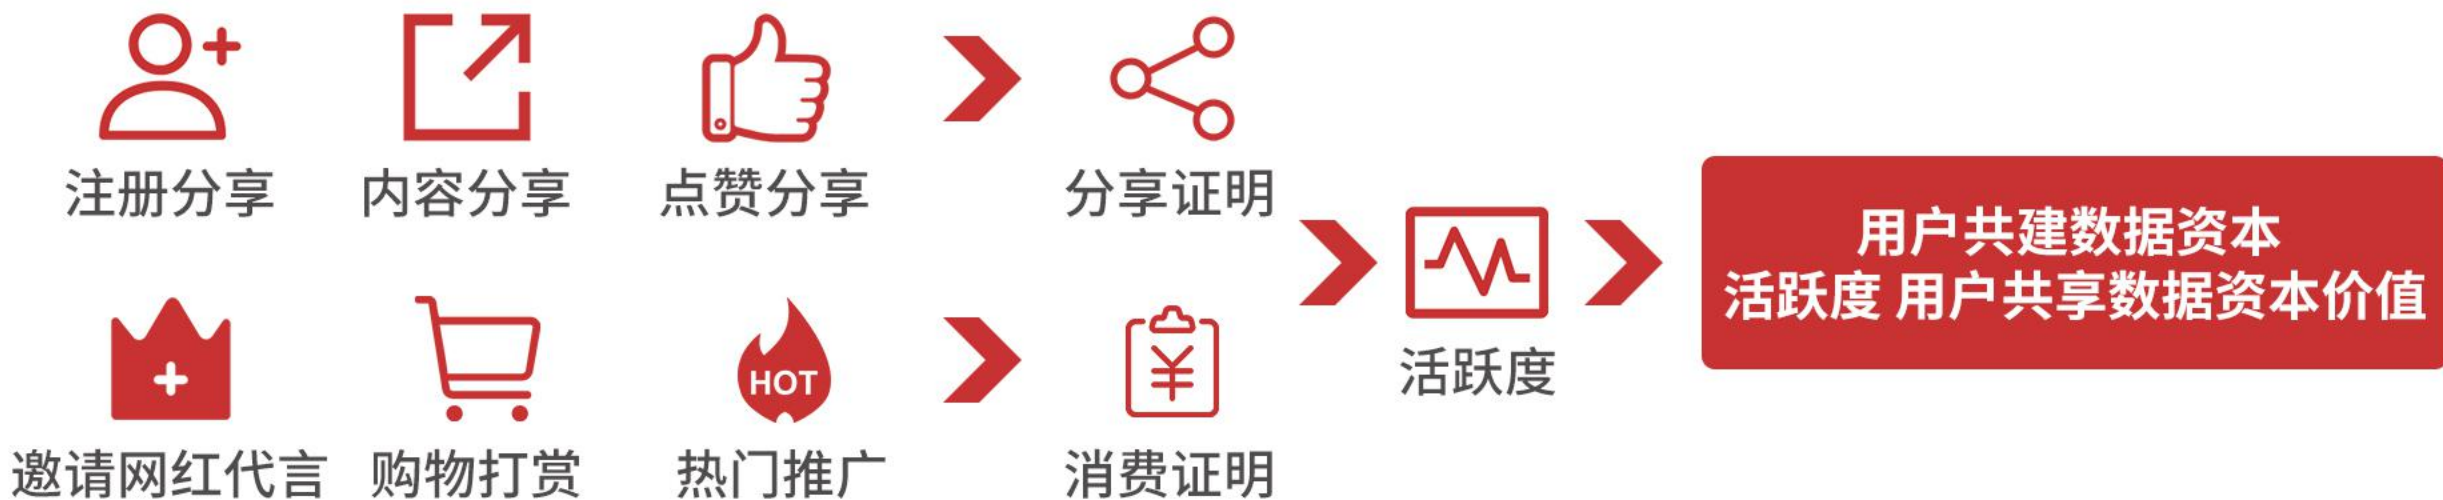 注册分享
内容分享
点赞分享
分享证明
邀请网红代言
购物打赏
HOT
热门推广
¥
消费证明
活跃度
用户共建数据资本
活跃度 用户共享数据资本价值